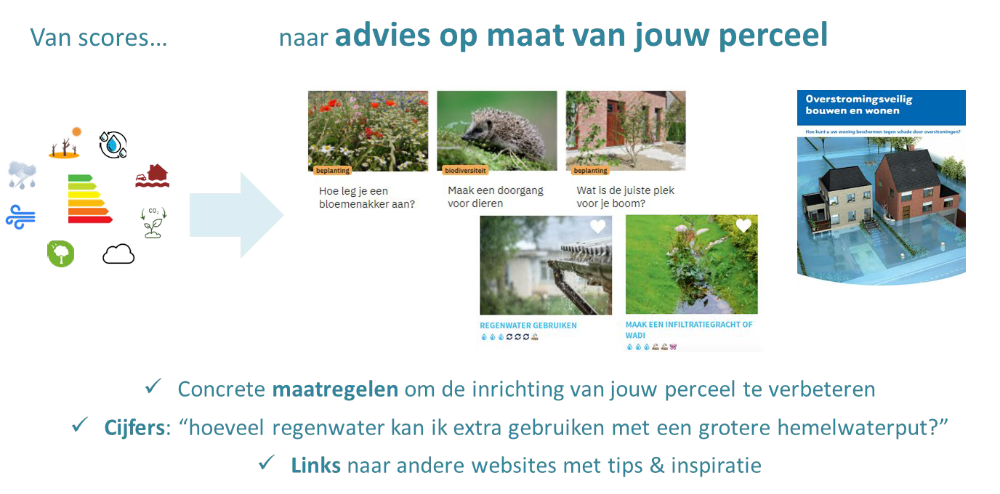 Van scores…
naar advies op maat van jouw perceel
CO₂
beplanting
Hoe leg je een
bloemenakker aan?
biodiversiteit
Maak een doorgang
voor dieren
beplanting
Wat is de juiste plek
voor je boom?
Overstromingsveilig
bouwen en wonen
Hoe kunt u uw woning beschermen tegen schade door overstromingen?
REGENWATER GEBRUIKEN
MAAK EEN INFILTRATIEGRACHT OF
WADI
✓ Concrete maatregelen om de inrichting van jouw perceel te verbeteren
✓ Cijfers: “hoeveel regenwater kan ik extra gebruiken met een grotere hemelwaterput?”
✓ Links naar andere websites met tips & inspiratie